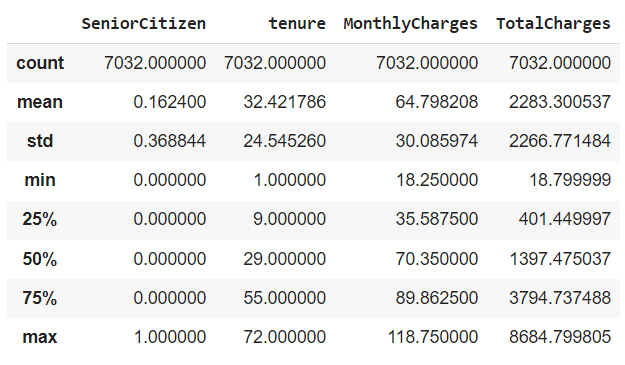 SeniorCitizen tenure MonthlyCharges TotalCharges
count 7032.000000 7032.000000 7032.000000 7032.000000
mean 0.162400 32.421786 64.798208 2283.300537
std 0.368844 24.545260 30.085974 2266.771484
min 0.000000 1.000000 18.250000 18.799999
25% 0.000000 9.000000 35.587500 401.449997
50% 0.000000 29.000000 70.350000 1397.475037
75% 0.000000 55.000000 89.862500 3794.737488
max 1.000000 72.000000 118.750000 8684.799805